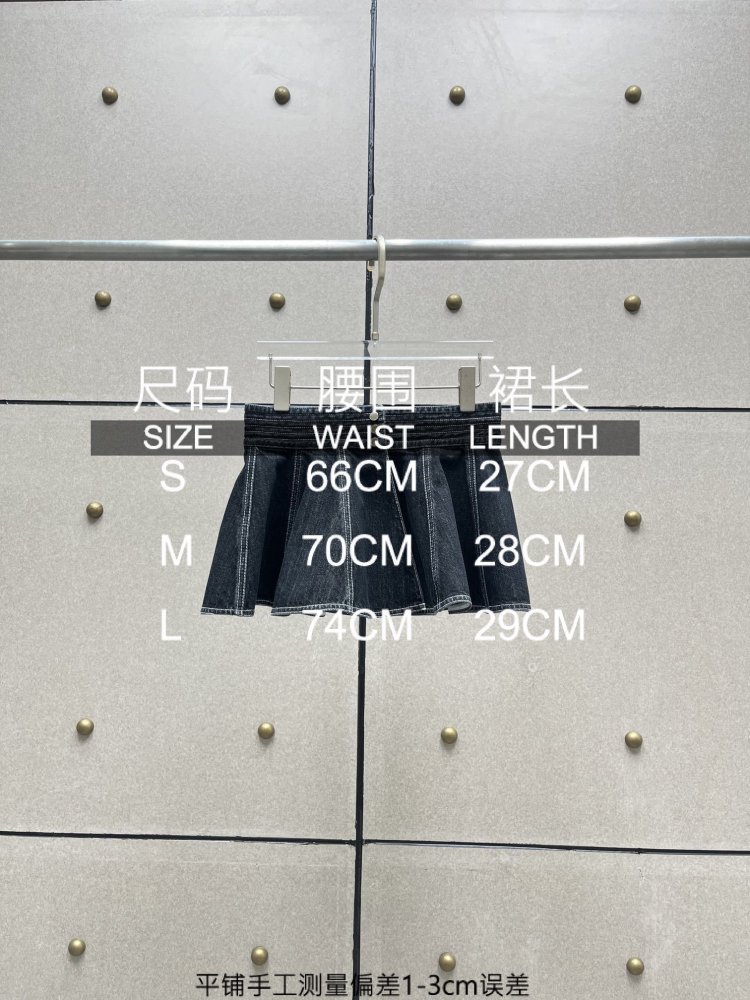 尺码 腰围 裙长
SIZE WAIST LENGTH
S 66CM 27CM
M 70CM 28CM
L 74CM 29CM
平铺手工测量偏差1-3cm误差